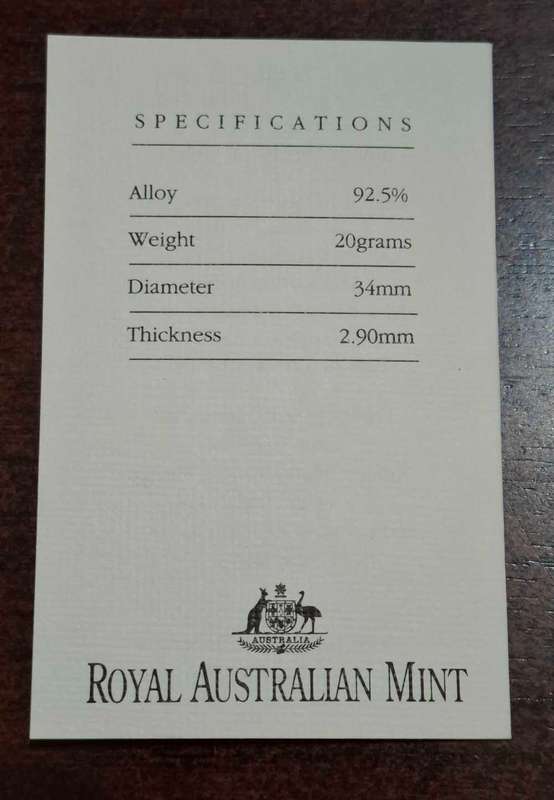 SPECIFICATIONS
Alloy 92.5%
Weight 20grams
Diameter 34mm
Thickness 2.90mm
AUSTRALIA
ROYAL AUSTRALIAN MINT